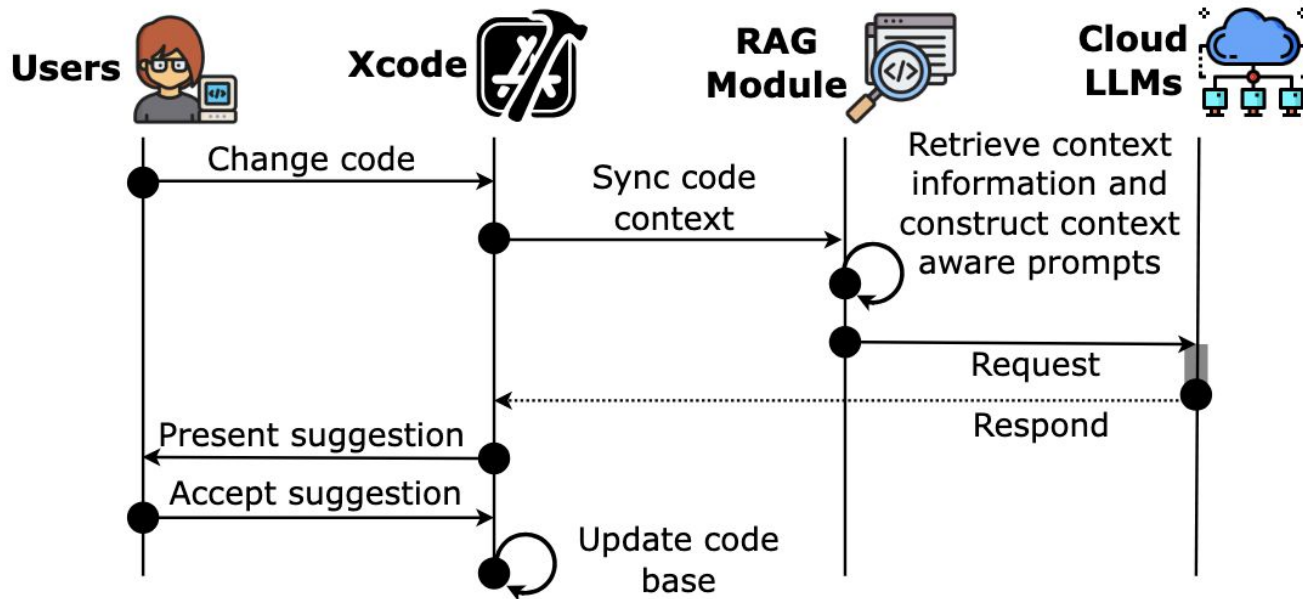 Users
Xcode
RAG
Module
Cloud
LLMs
Change code
Sync code
context
Retrieve context
information and
construct context
aware prompts
Request
Respond
Present suggestion
Accept suggestion
Update code
base